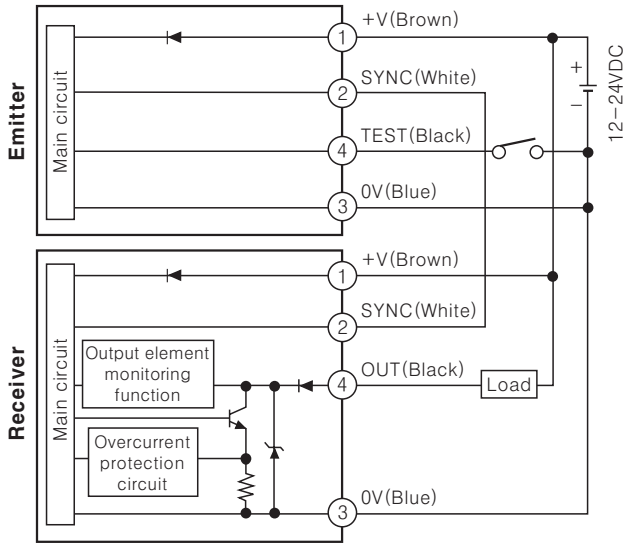 Emitter
Main circuit
1
+V(Brown)
2
SYNC(White)
4
TEST(Black)
3
0V(Blue)
+
−
12−24VDC
Receiver
Main circuit
1
+V(Brown)
2
SYNC(White)
Output element
monitoring
function
4
OUT(Black)
Load
Overcurrent
protection
circuit
3
0V(Blue)